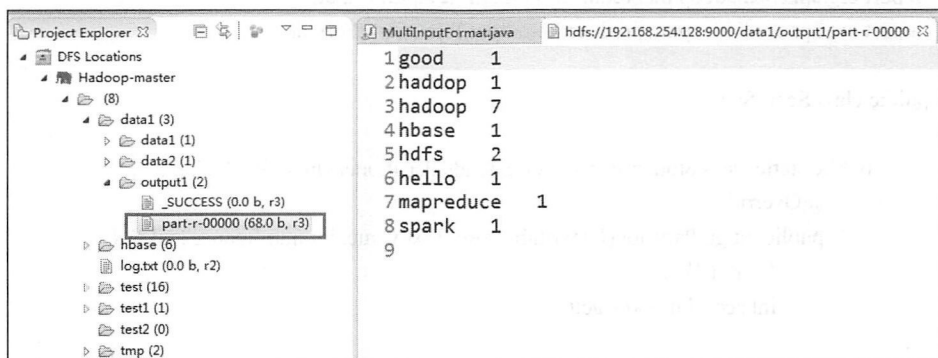 Project Explorer
DFS Locations
Hadoop-master
(8)
data1 (3)
data1 (1)
data2 (1)
output1 (2)
_SUCCESS (0.0 b, r3)
part-r-00000 (68.0 b, r3)
hbase (6)
log.txt (0.0 b, r2)
test (16)
test1 (1)
test2 (0)
tmp (2)
MultiInputFormat.java hdfs://192.168.254.128:9000/data1/output1/part-r-00000
1 good 1
2 haddop 1
3 hadoop 7
4 hbase 1
5 hdfs 2
6 hello 1
7 mapreduce 1
8 spark 1
9